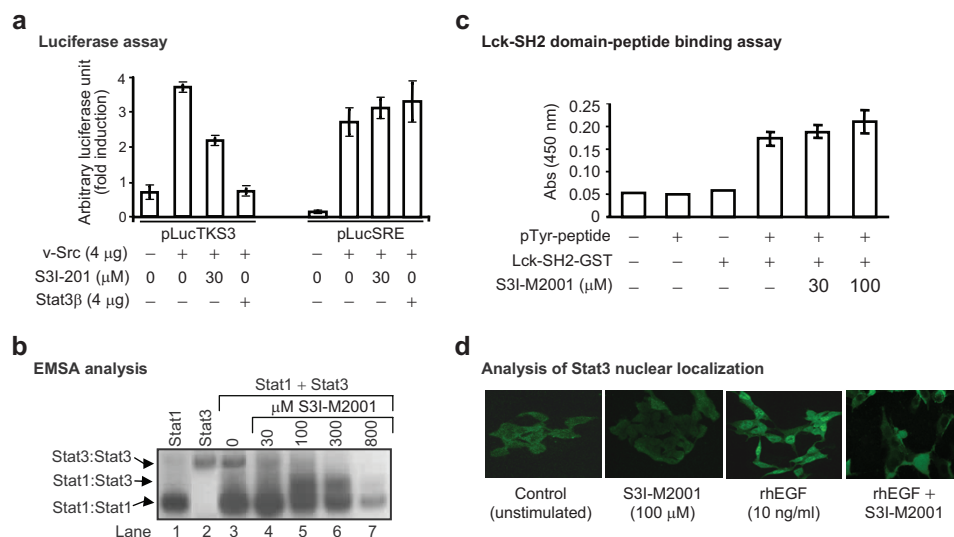 a
Luciferase assay
Arbitrary luciferase unit
(fold induction)
4
3
2
1
0
pLucTKS3 pLucSRE
v-Src (4 μg) – + + + – + + +
S3I-201 (μM) 0 0 30 0 0 0 30 0
Stat3β (4 μg) – – – + – – – +
b
EMSA analysis
Stat1 + Stat3
μM S3I-M2001
Stat1 Stat3 0 30 100 300 800
Stat3:Stat3
Stat1:Stat3
Stat1:Stat1
Lane 1 2 3 4 5 6 7
c
Lck-SH2 domain-peptide binding assay
Abs (450 nm)
0.25
0.20
0.15
0.10
0.05
0
pTyr-peptide – + – + + +
Lck-SH2-GST – – + + + +
S3I-M2001 (μM) – – – – 30 100
d
Analysis of Stat3 nuclear localization
Control
(unstimulated)
S3I-M2001
(100 μM)
rhEGF
(10 ng/ml)
rhEGF +
S3I-M2001